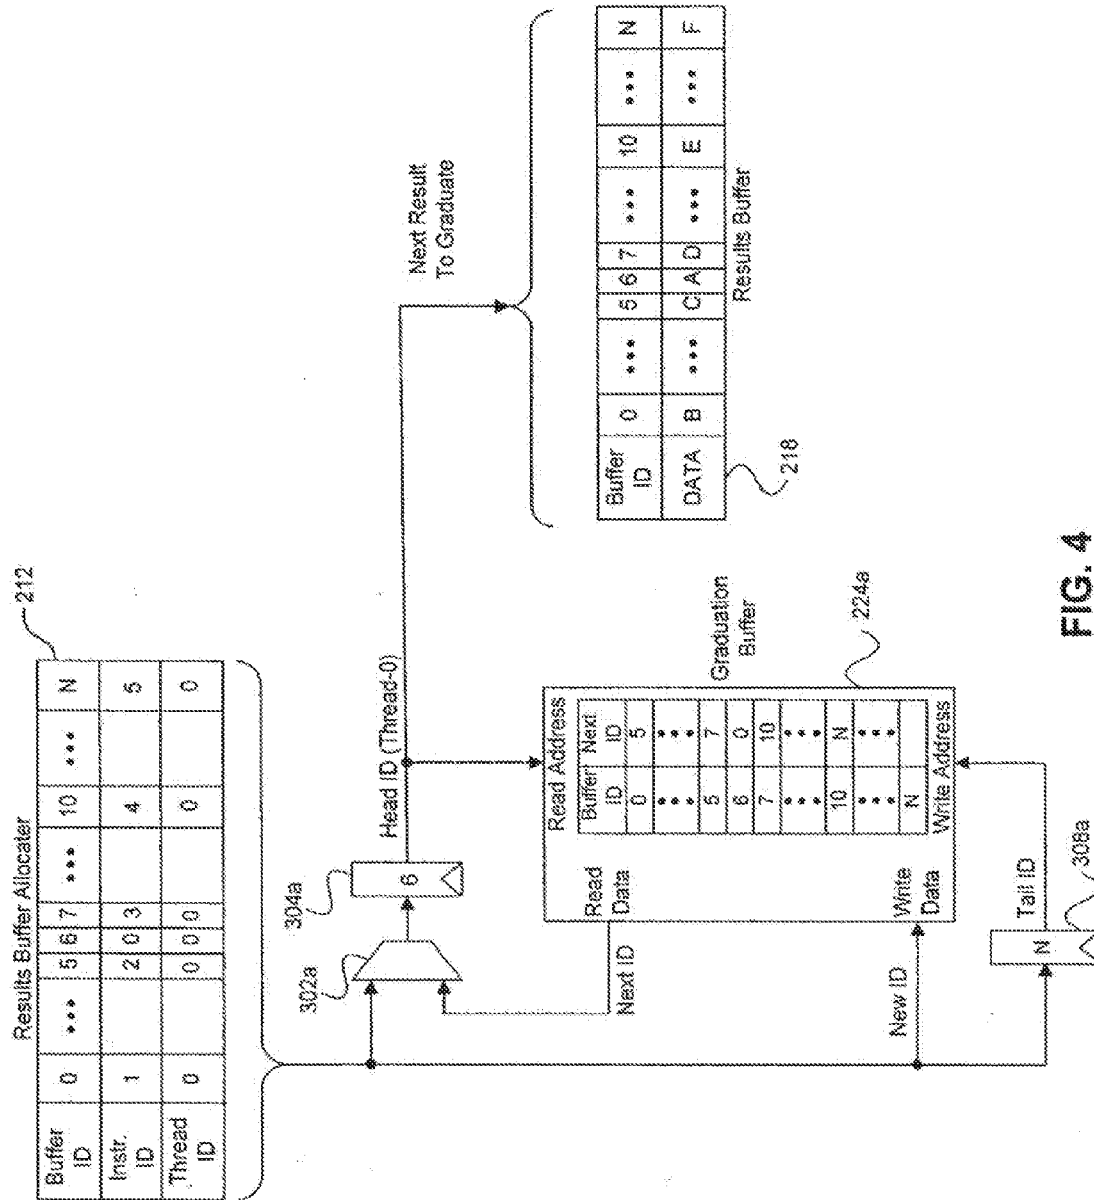 Results Buffer Allocater
212
Buffer ID 0 ••• 5 6 7 ••• 10 ••• N
Instr. ID 1 2 0 3 4 5
Thread ID 0 0 0 0 0 0
302a
304a
6
Head ID (Thread-0)
Next Result
To Graduate
Next ID
New ID
Read
Data
Write
Data
Read Address
Buffer ID Next ID
0 5
••• •••
5 7
6 0
7 10
••• •••
10 N
••• •••
N
Write Address
Graduation
Buffer
224a
Tail ID
N
308a
Buffer ID 0 ••• 5 6 7 ••• 10 ••• N
DATA B ••• C A D ••• E ••• F
Results Buffer
218
FIG. 4